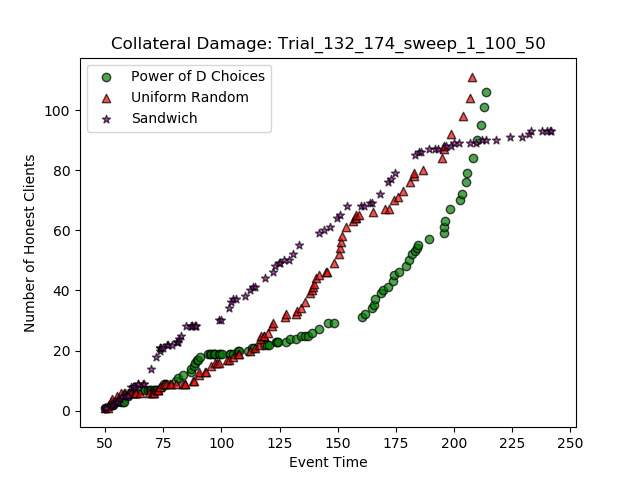 Collateral Damage: Trial_132_174_sweep_1_100_50
Power of D Choices
Uniform Random
Sandwich
Number of Honest Clients
100
80
60
40
20
0
50
75
100
125
150
175
200
225
250
Event Time